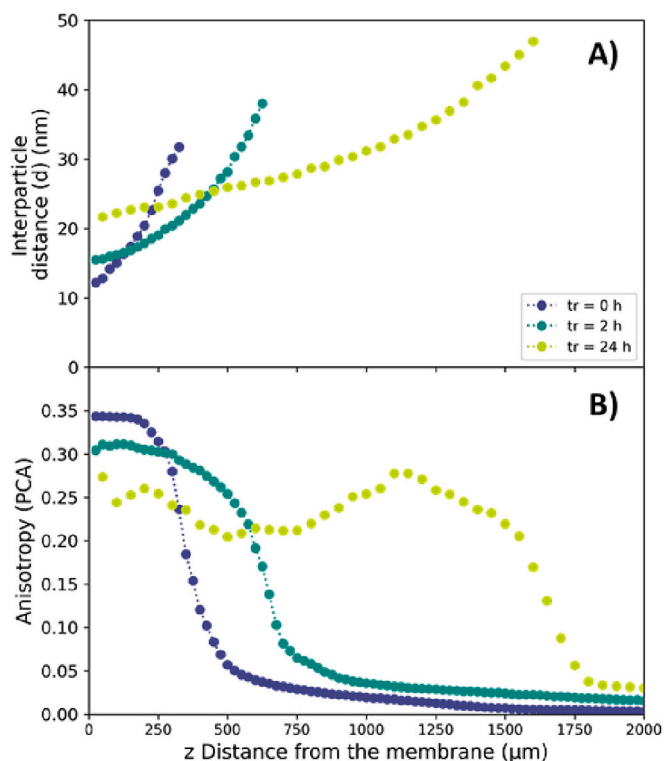 50
A)
40
30
20
10
0
Interparticle
distance (d) (nm)
tr = 0 h
tr = 2 h
tr = 24 h
B)
0.35
0.30
0.25
0.20
0.15
0.10
0.05
0.00
Anisotropy (PCA)
0 250 500 750 1000 1250 1500 1750 2000
z Distance from the membrane (μm)